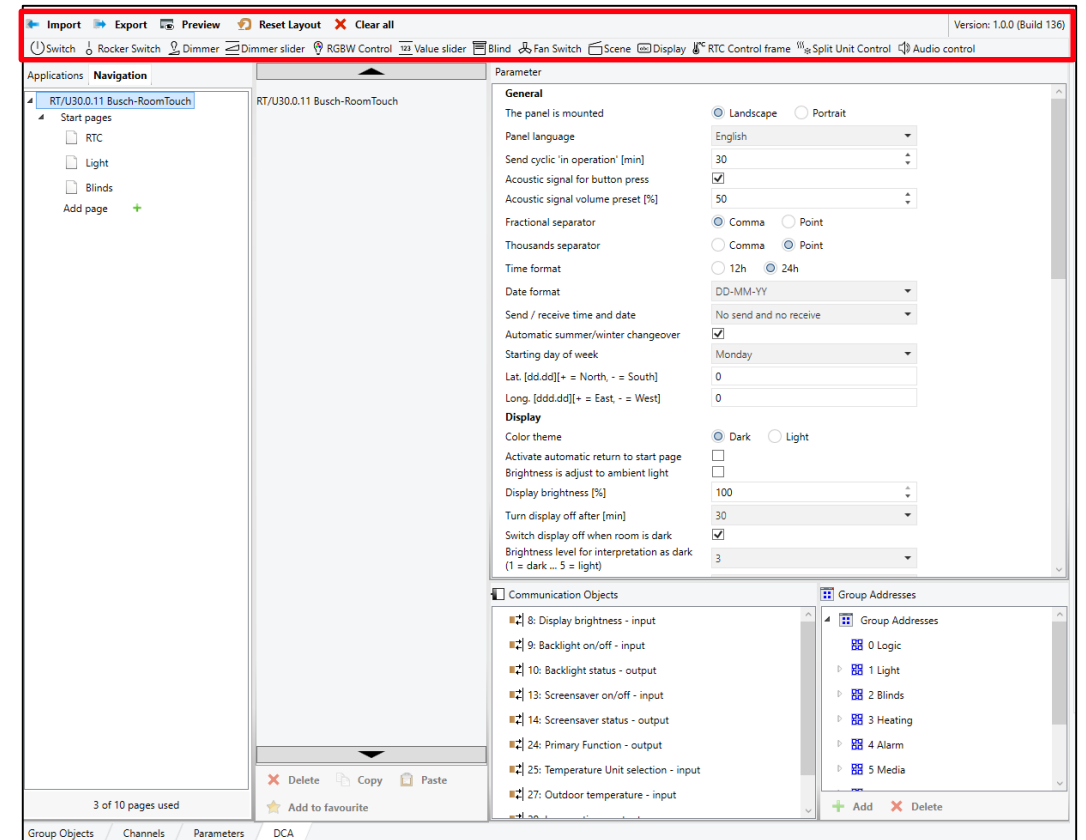 Import Export Preview Reset Layout Clear all Version: 1.0.0 (Build 136)
Switch Rocker Switch Dimmer Dimmer slider RGBW Control 123 Value slider Blind Fan Switch Scene abc Display °C RTC Control frame Split Unit Control Audio control
Applications Navigation
RT/U30.0.11 Busch-RoomTouch
Start pages
RTC
Light
Blinds
Add page +
3 of 10 pages used
RT/U30.0.11 Busch-RoomTouch
Delete Copy Paste
Add to favourite
Parameter
General
The panel is mounted Landscape Portrait
Panel language English
Send cyclic 'in operation' [min] 30
Acoustic signal for button press
Acoustic signal volume preset [%] 50
Fractional separator Comma Point
Thousands separator Comma Point
Time format 12h 24h
Date format DD-MM-YY
Send / receive time and date No send and no receive
Automatic summer/winter changeover
Starting day of week Monday
Lat. [dd.dd][+ = North, - = South] 0
Long. [ddd.dd][+ = East, - = West] 0
Display
Color theme Dark Light
Activate automatic return to start page
Brightness is adjust to ambient light
Display brightness [%] 100
Turn display off after [min] 30
Switch display off when room is dark
Brightness level for interpretation as dark
(1 = dark ... 5 = light) 3
Communication Objects
8: Display brightness - input
9: Backlight on/off - input
10: Backlight status - output
13: Screensaver on/off - input
14: Screensaver status - output
24: Primary Function - output
25: Temperature Unit selection - input
27: Outdoor temperature - input
Group Addresses
Group Addresses
0 Logic
1 Light
2 Blinds
3 Heating
4 Alarm
5 Media
Add Delete
Group Objects Channels Parameters DCA